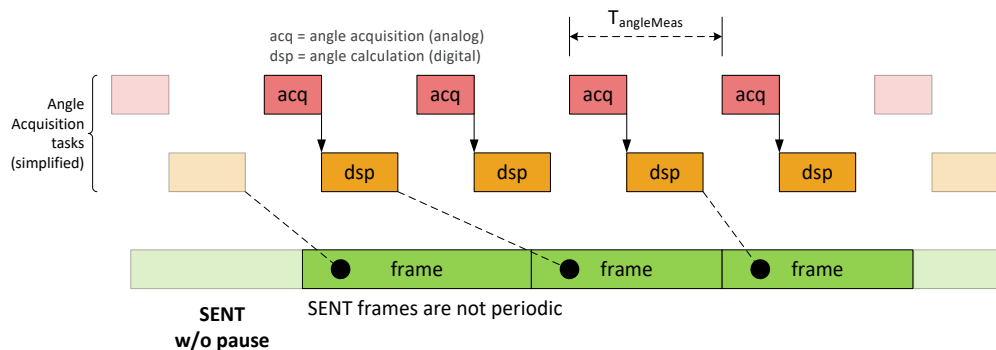 T_angleMeas
acq = angle acquisition (analog)
dsp = angle calculation (digital)
Angle
Acquisition
tasks
(simplified)
acq acq acq acq
dsp dsp dsp dsp
frame frame frame
SENT
w/o pause
SENT frames are not periodic